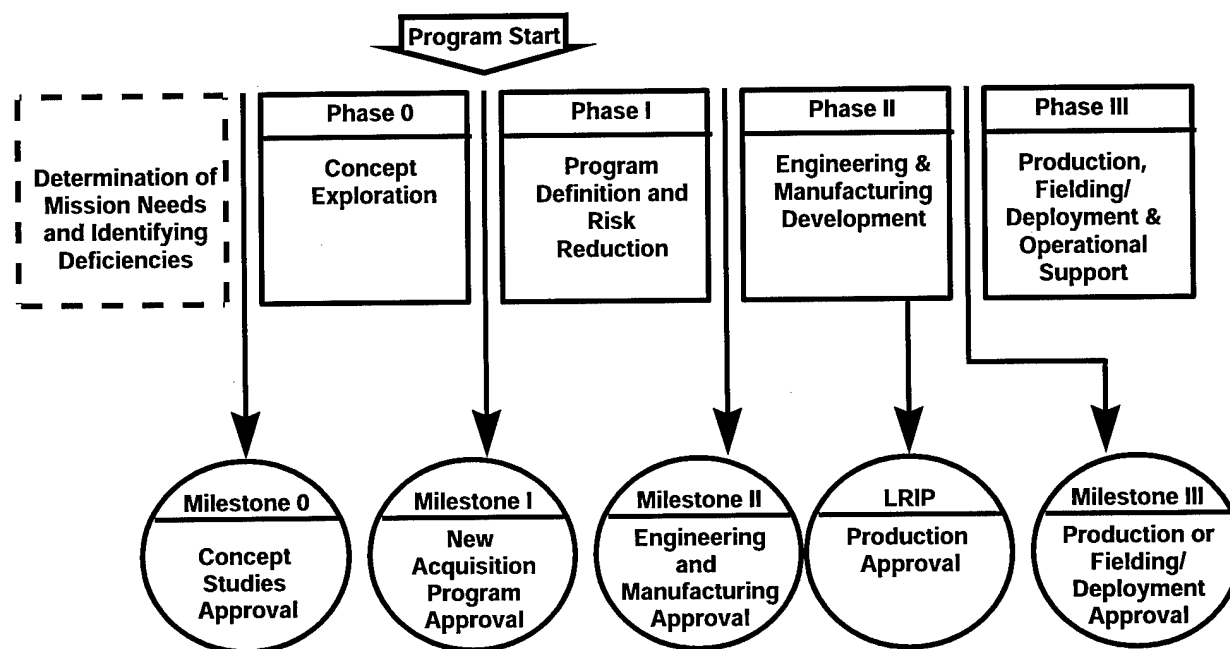 Program Start
Determination of
Mission Needs
and Identifying
Deficiencies
Phase 0
Concept
Exploration
Phase I
Program
Definition and
Risk
Reduction
Phase II
Engineering &
Manufacturing
Development
Phase III
Production,
Fielding/
Deployment &
Operational
Support
Milestone 0
Concept
Studies
Approval
Milestone I
New
Acquisition
Program
Approval
Milestone II
Engineering
and
Manufacturing
Approval
LRIP
Production
Approval
Milestone III
Production or
Fielding/
Deployment
Approval